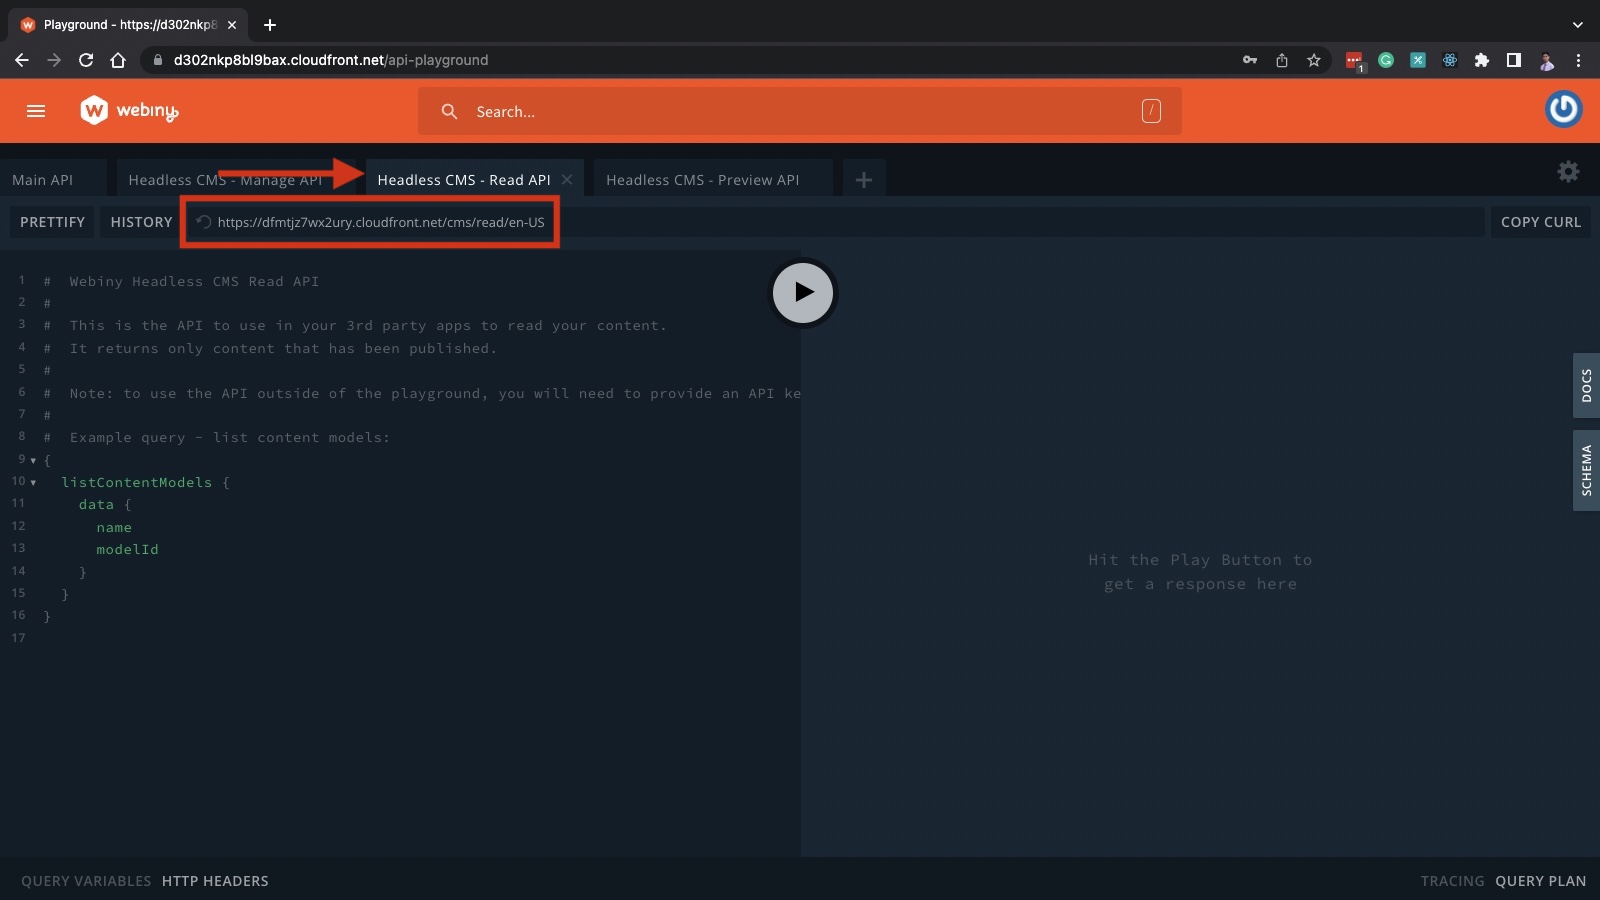 Playground - https://d302nkp8
d302nkp8bl9bax.cloudfront.net/api-playground
1
W webiny
Search...
/
Main API
Headless CMS - Manage API
Headless CMS - Read API
Headless CMS - Preview API
PRETTIFY
HISTORY
https://dfmtjz7wx2ury.cloudfront.net/cms/read/en-US
COPY CURL
1 # Webiny Headless CMS Read API
2 #
3 # This is the API to use in your 3rd party apps to read your content.
4 # It returns only content that has been published.
5 #
6 # Note: to use the API outside of the playground, you will need to provide an API ke
7 #
8 # Example query - list content models:
9 {
10 listContentModels {
11 data {
12 name
13 modelId
14 }
15 }
16 }
17
Hit the Play Button to
get a response here
DOCS
SCHEMA
QUERY VARIABLES
HTTP HEADERS
TRACING
QUERY PLAN